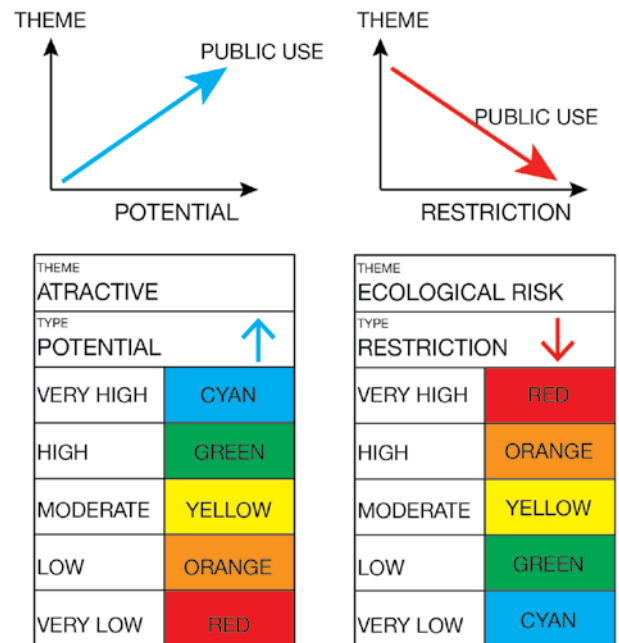 THEME
PUBLIC USE
POTENTIAL
THEME
PUBLIC USE
RESTRICTION
THEME
ATRACTIVE
TYPE
POTENTIAL
VERY HIGH CYAN
HIGH GREEN
MODERATE YELLOW
LOW ORANGE
VERY LOW RED
THEME
ECOLOGICAL RISK
TYPE
RESTRICTION
VERY HIGH RED
HIGH ORANGE
MODERATE YELLOW
LOW GREEN
VERY LOW CYAN